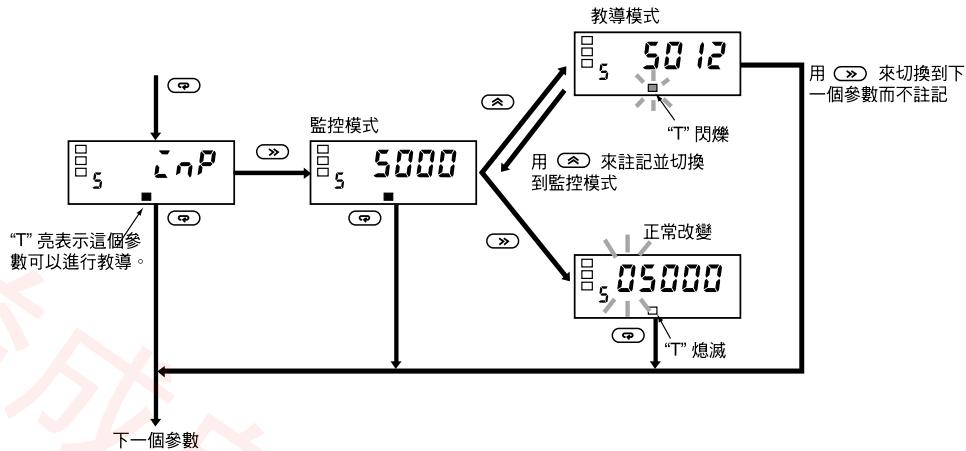 教導模式
5012
S
用 來切換到下
一個參數而不註記
“T” 閃爍
監控模式
inP
S
5000
S
用 來註記並切換
到監控模式
“T” 亮表示這個參
數可以進行教導。
正常改變
05000
S
“T” 熄滅
下一個參數